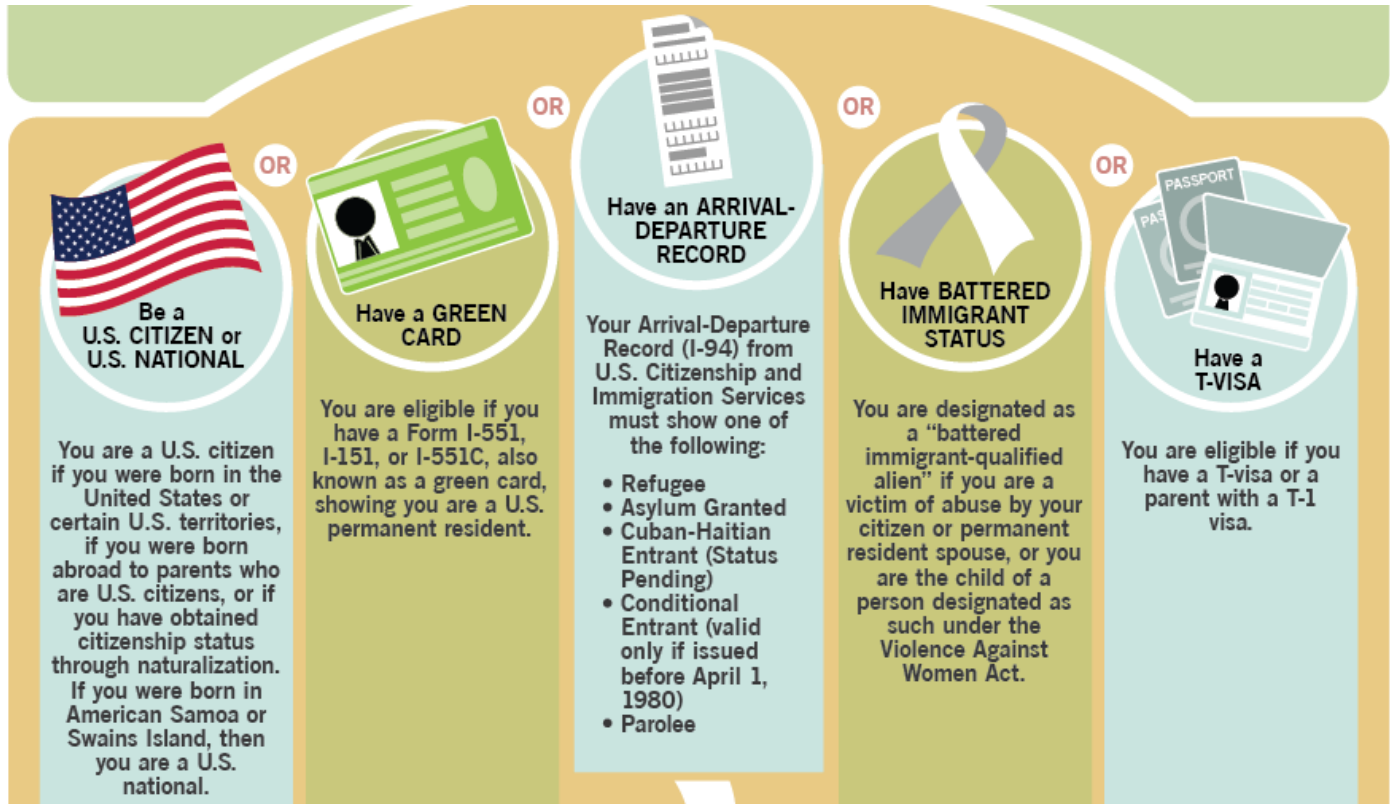 OR
Be a
U.S. CITIZEN or
U.S. NATIONAL
You are a U.S. citizen
if you were born in the
United States or
certain U.S. territories,
if you were born
abroad to parents who
are U.S. citizens, or if
you have obtained
citizenship status
through naturalization.
If you were born in
American Samoa or
Swains Island, then
you are a U.S.
national.
OR
Have a GREEN
CARD
You are eligible if you
have a Form I-551,
I-151, or I-551C, also
known as a green card,
showing you are a U.S.
permanent resident.
OR
Have an ARRIVAL-
DEPARTURE
RECORD
Your Arrival-Departure
Record (I-94) from
U.S. Citizenship and
Immigration Services
must show one of
the following:
• Refugee
• Asylum Granted
• Cuban-Haitian
Entrant (Status
Pending)
• Conditional
Entrant (valid
only if issued
before April 1,
1980)
• Parolee
OR
Have BATTERED
IMMIGRANT
STATUS
You are designated as
a “battered
immigrant-qualified
alien” if you are a
victim of abuse by your
citizen or permanent
resident spouse, or you
are the child of a
person designated as
such under the
Violence Against
Women Act.
PASSPORT
PAS
Have a
T-VISA
You are eligible if you
have a T-visa or a
parent with a T-1
visa.